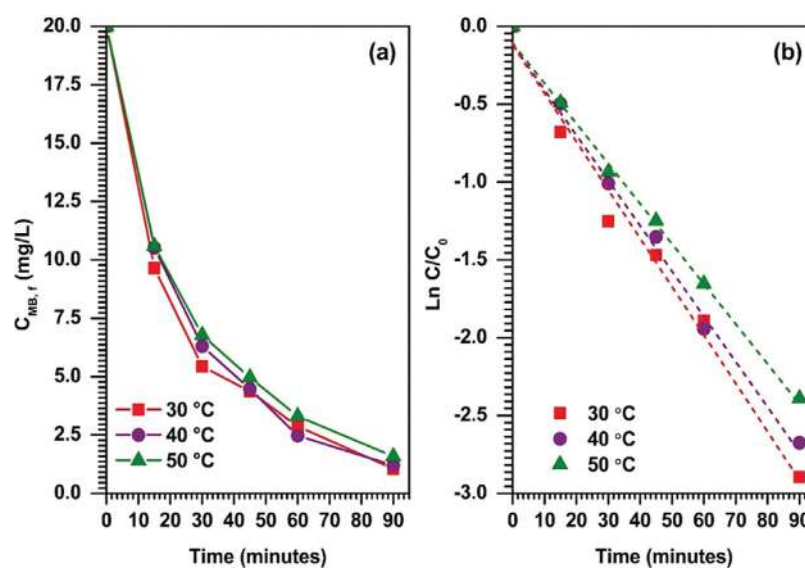 (a)
20.0
17.5
15.0
12.5
10.0
7.5
5.0
2.5
0.0
C_MB, f (mg/L)
30 °C
40 °C
50 °C
0 10 20 30 40 50 60 70 80 90
Time (minutes)
(b)
0.0
-0.5
-1.0
-1.5
-2.0
-2.5
-3.0
Ln C/C_0
30 °C
40 °C
50 °C
0 10 20 30 40 50 60 70 80 90
Time (minutes)